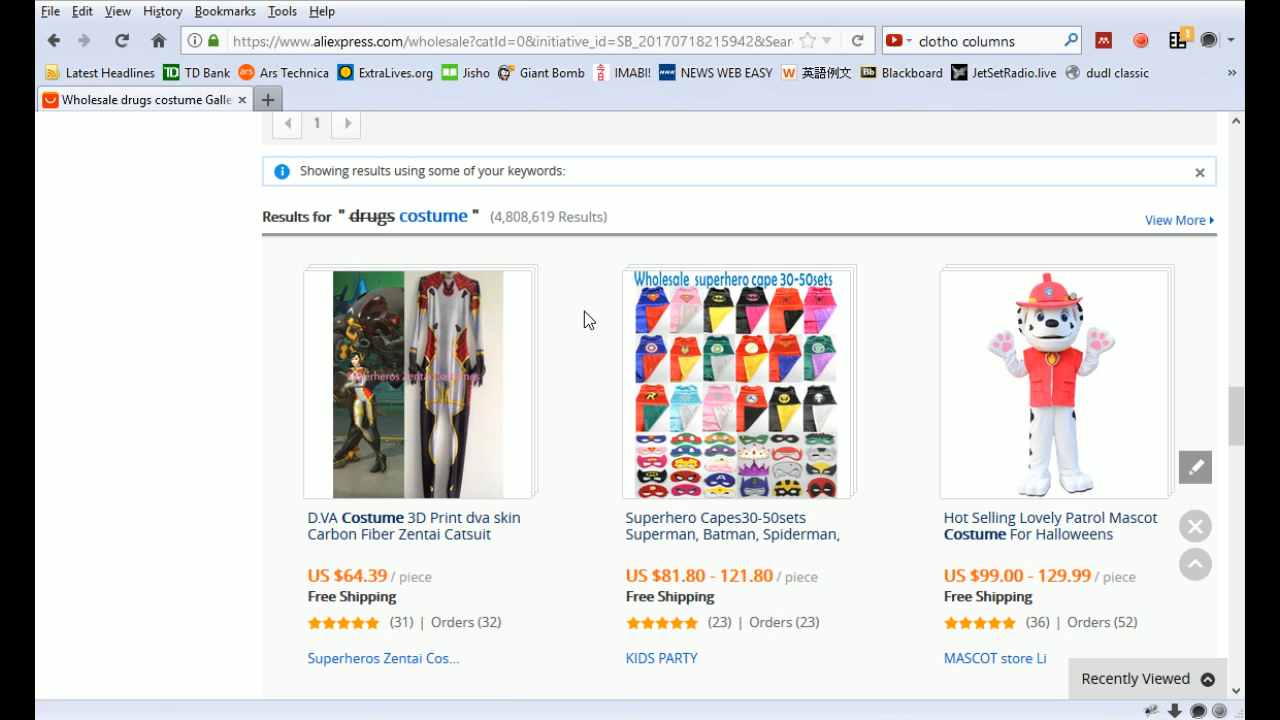 File Edit View History Bookmarks Tools Help
https://www.aliexpress.com/wholesale?catId=0&initiative_id=SB_20170718215942&Sear
clotho columns
Latest Headlines TD Bank Ars Technica ExtraLives.org Jisho Giant Bomb IMABI! NEWS WEB EASY 英語例文 Blackboard JetSetRadio.live dudl classic »
Wholesale drugs costume Galle
1
Showing results using some of your keywords:
Results for " drugs costume " (4,808,619 Results)
View More
Wholesale superhero cape 30-50sets
D.VA Costume 3D Print dva skin
Carbon Fiber Zentai Catsuit
US $64.39 / piece
Free Shipping
(31) | Orders (32)
Superheros Zentai Cos...
Superhero Capes30-50sets
Superman, Batman, Spiderman,
US $81.80 - 121.80 / piece
Free Shipping
(23) | Orders (23)
KIDS PARTY
Hot Selling Lovely Patrol Mascot
Costume For Halloweens
US $99.00 - 129.99 / piece
Free Shipping
(36) | Orders (52)
MASCOT store Li
Recently Viewed